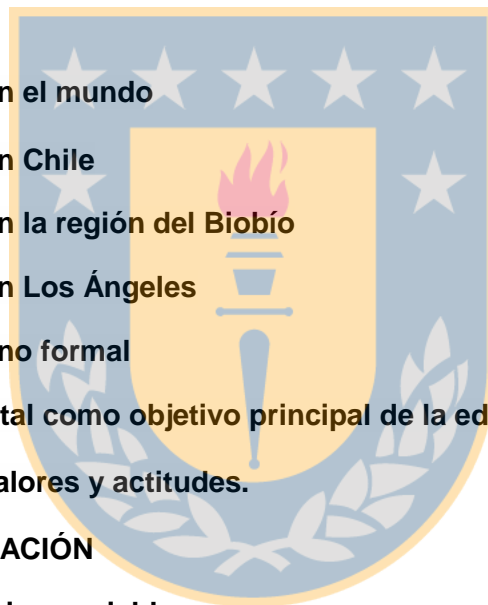 n el mundo
n Chile
n la región del Biobío
n Los Ángeles
no formal
tal como objetivo principal de la ed
alores y actitudes.
ACIÓN